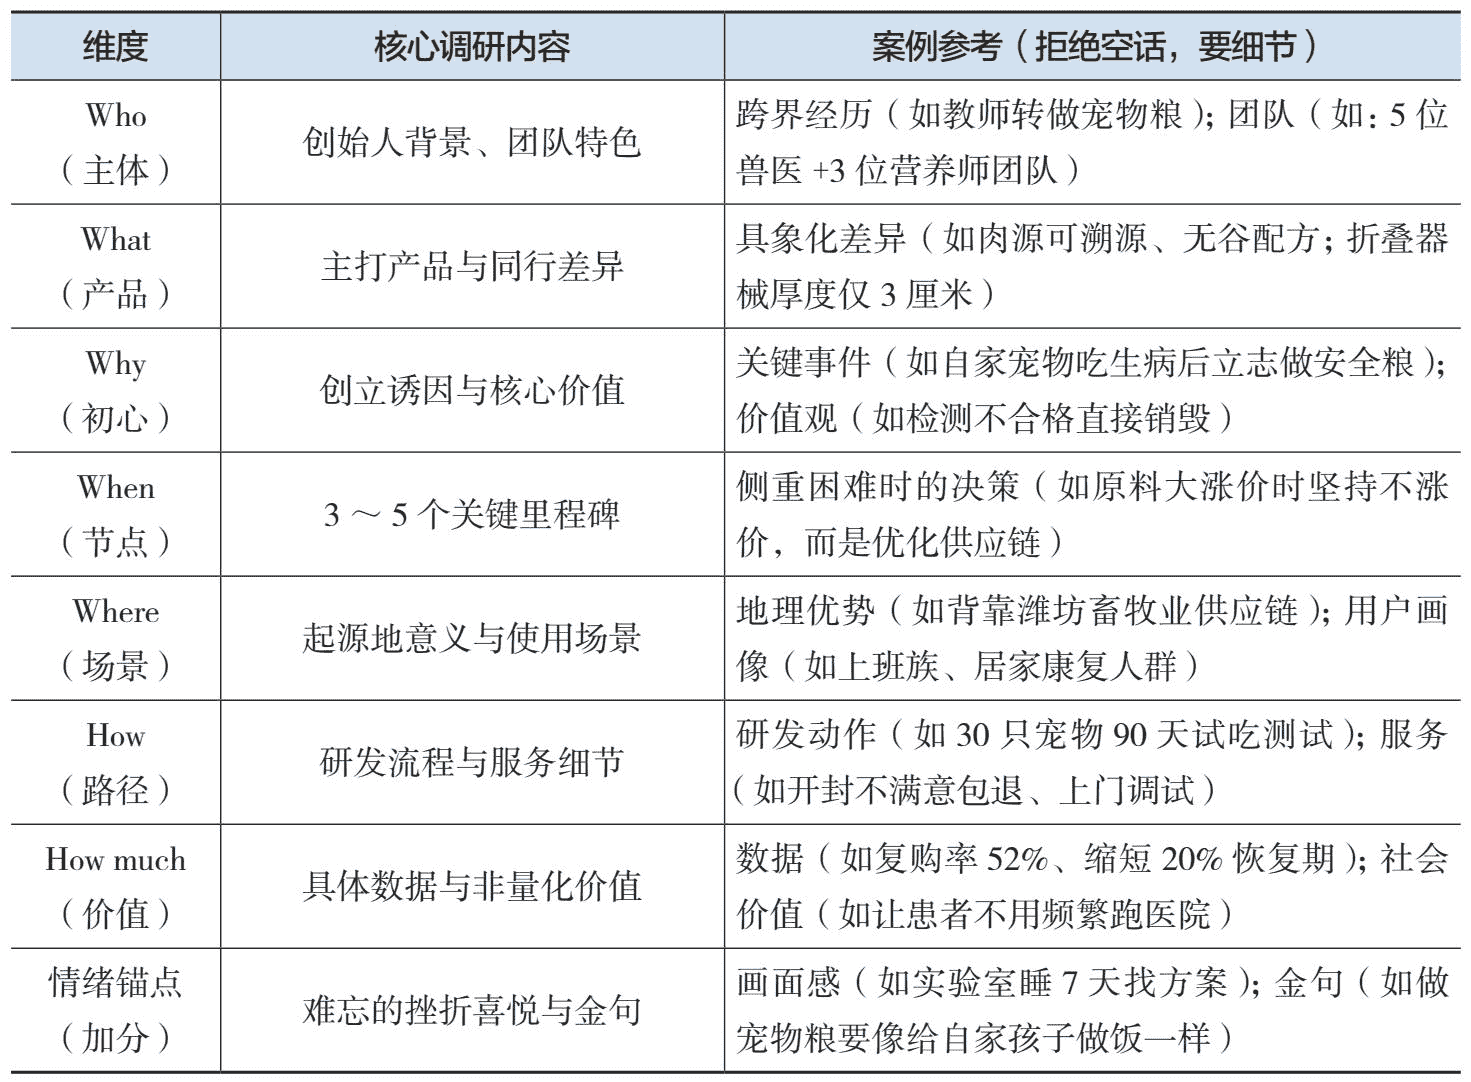 维度
核心调研内容
案例参考（拒绝空话，要细节）
Who
（主体）
创始人背景、团队特色
跨界经历（如教师转做宠物粮）；团队（如：5 位
兽医 +3 位营养师团队）
What
（产品）
主打产品与同行差异
具象化差异（如肉源可溯源、无谷配方；折叠器
械厚度仅 3 厘米）
Why
（初心）
创立诱因与核心价值
关键事件（如自家宠物吃生病后立志做安全粮）；
价值观（如检测不合格直接销毁）
When
（节点）
3 ～ 5 个关键里程碑
侧重困难时的决策（如原料大涨价时坚持不涨
价，而是优化供应链）
Where
（场景）
起源地意义与使用场景
地理优势（如背靠潍坊畜牧业供应链）；用户画
像（如上班族、居家康复人群）
How
（路径）
研发流程与服务细节
研发动作（如 30 只宠物 90 天试吃测试）；服务
（如开封不满意包退、上门调试）
How much
（价值）
具体数据与非量化价值
数据（如复购率 52%、缩短 20% 恢复期）；社会
价值（如让患者不用频繁跑医院）
情绪锚点
（加分）
难忘的挫折喜悦与金句
画面感（如实验室睡 7 天找方案）；金句（如做
宠物粮要像给自家孩子做饭一样）